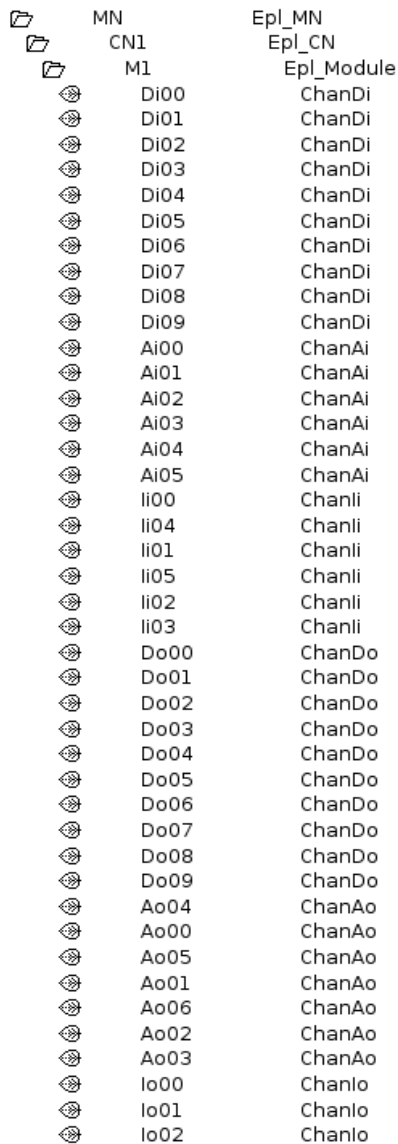 MN Epl_MN
CN1 Epl_CN
M1 Epl_Module
Di00 ChanDi
Di01 ChanDi
Di02 ChanDi
Di03 ChanDi
Di04 ChanDi
Di05 ChanDi
Di06 ChanDi
Di07 ChanDi
Di08 ChanDi
Di09 ChanDi
Ai00 ChanAi
Ai01 ChanAi
Ai02 ChanAi
Ai03 ChanAi
Ai04 ChanAi
Ai05 ChanAi
Ii00 ChanIi
Ii04 ChanIi
Ii01 ChanIi
Ii05 ChanIi
Ii02 ChanIi
Ii03 ChanIi
Do00 ChanDo
Do01 ChanDo
Do02 ChanDo
Do03 ChanDo
Do04 ChanDo
Do05 ChanDo
Do06 ChanDo
Do07 ChanDo
Do08 ChanDo
Do09 ChanDo
Ao04 ChanAo
Ao00 ChanAo
Ao05 ChanAo
Ao01 ChanAo
Ao06 ChanAo
Ao02 ChanAo
Ao03 ChanAo
Io00 ChanIo
Io01 ChanIo
Io02 ChanIo